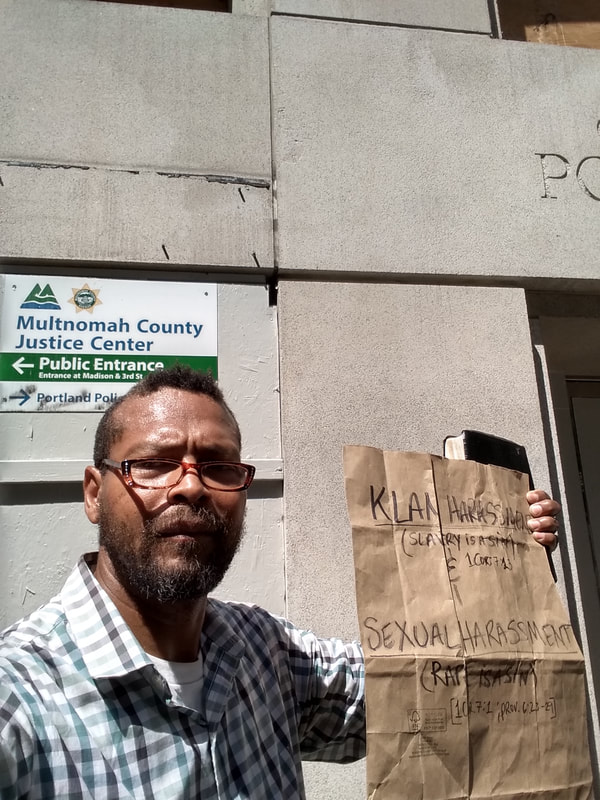 PO
Multnomah County
Justice Center
Public Entrance
Entrance at Madison & 3rd St
Portland
KLAN HARASSMENT
(SLAVERY IS A SIN)
&
SEXUAL HARASSMENT
(RAPE IS A SIN)